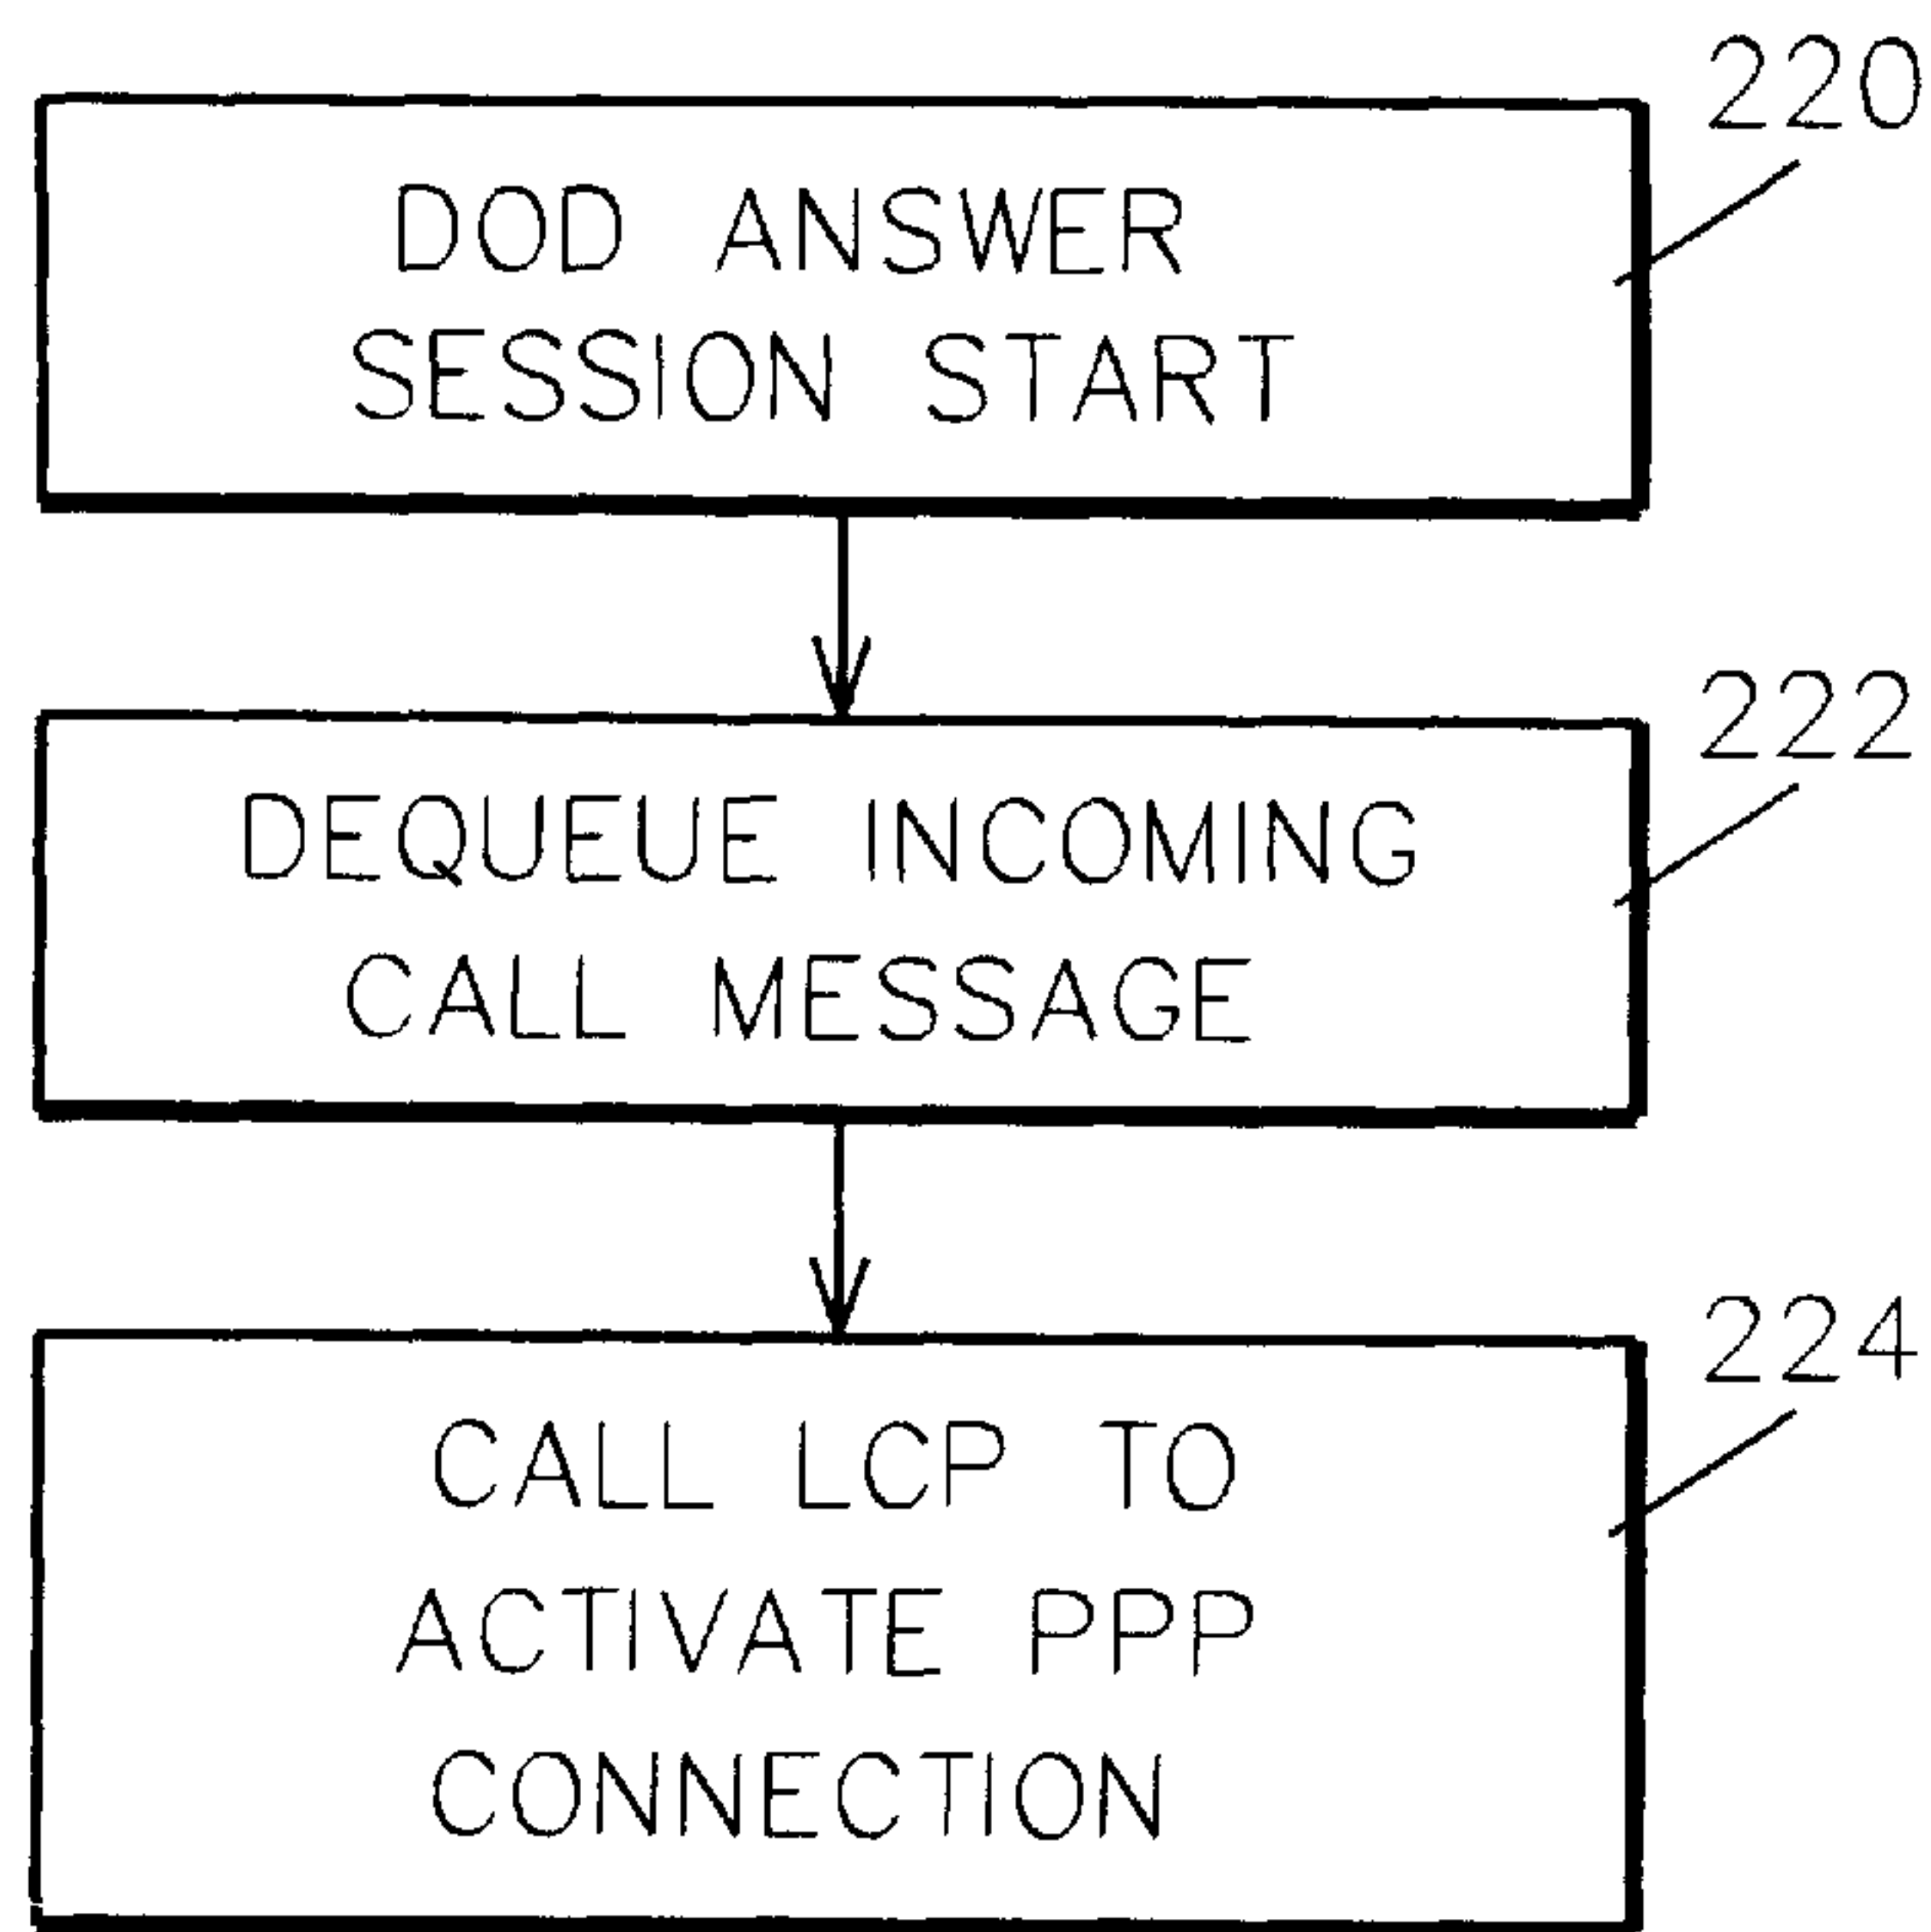 220
DOD ANSWER
SESSION START
222
DEQUEUE INCOMING
CALL MESSAGE
224
CALL LCP TO
ACTIVATE PPP
CONNECTION